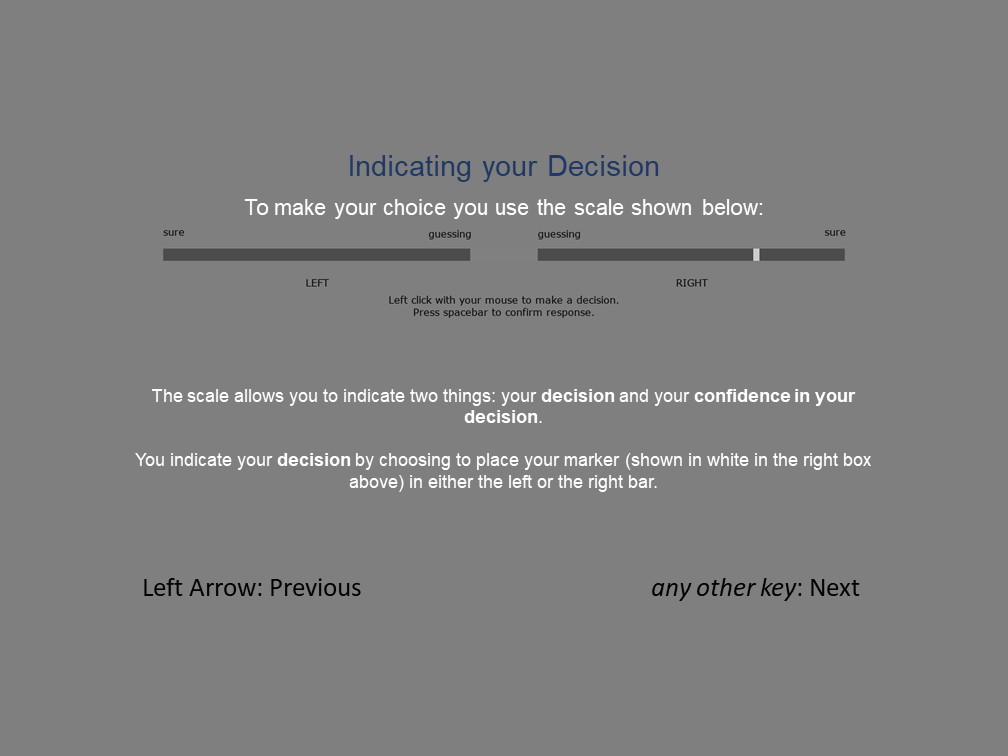 Indicating your Decision
To make your choice you use the scale shown below:
sure guessing guessing sure
LEFT RIGHT
Left click with your mouse to make a decision.
Press spacebar to confirm response.
The scale allows you to indicate two things: your decision and your confidence in your
decision.
You indicate your decision by choosing to place your marker (shown in white in the right box
above) in either the left or the right bar.
Left Arrow: Previous any other key: Next